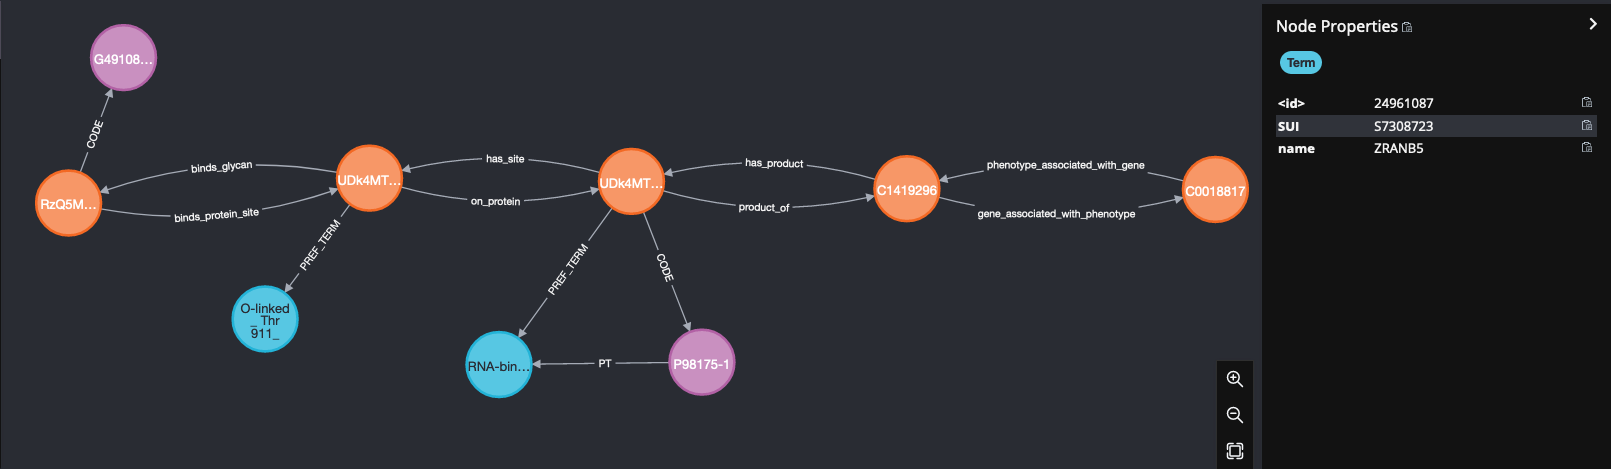 G49108...
CODE
RzQ5M...
binds_glycan
binds_protein_site
UDk4MT...
PREF_TERM
O-linked
_ Thr
911_
has_site
on_protein
UDk4MT...
PREF_TERM
CODE
RNA-bin...
PT
P98175-1
has_product
product_of
C1419296
phenotype_associated_with_gene
gene_associated_with_phenotype
C0018817
Node Properties
Term
<id> 24961087
SUI S7308723
name ZRANB5